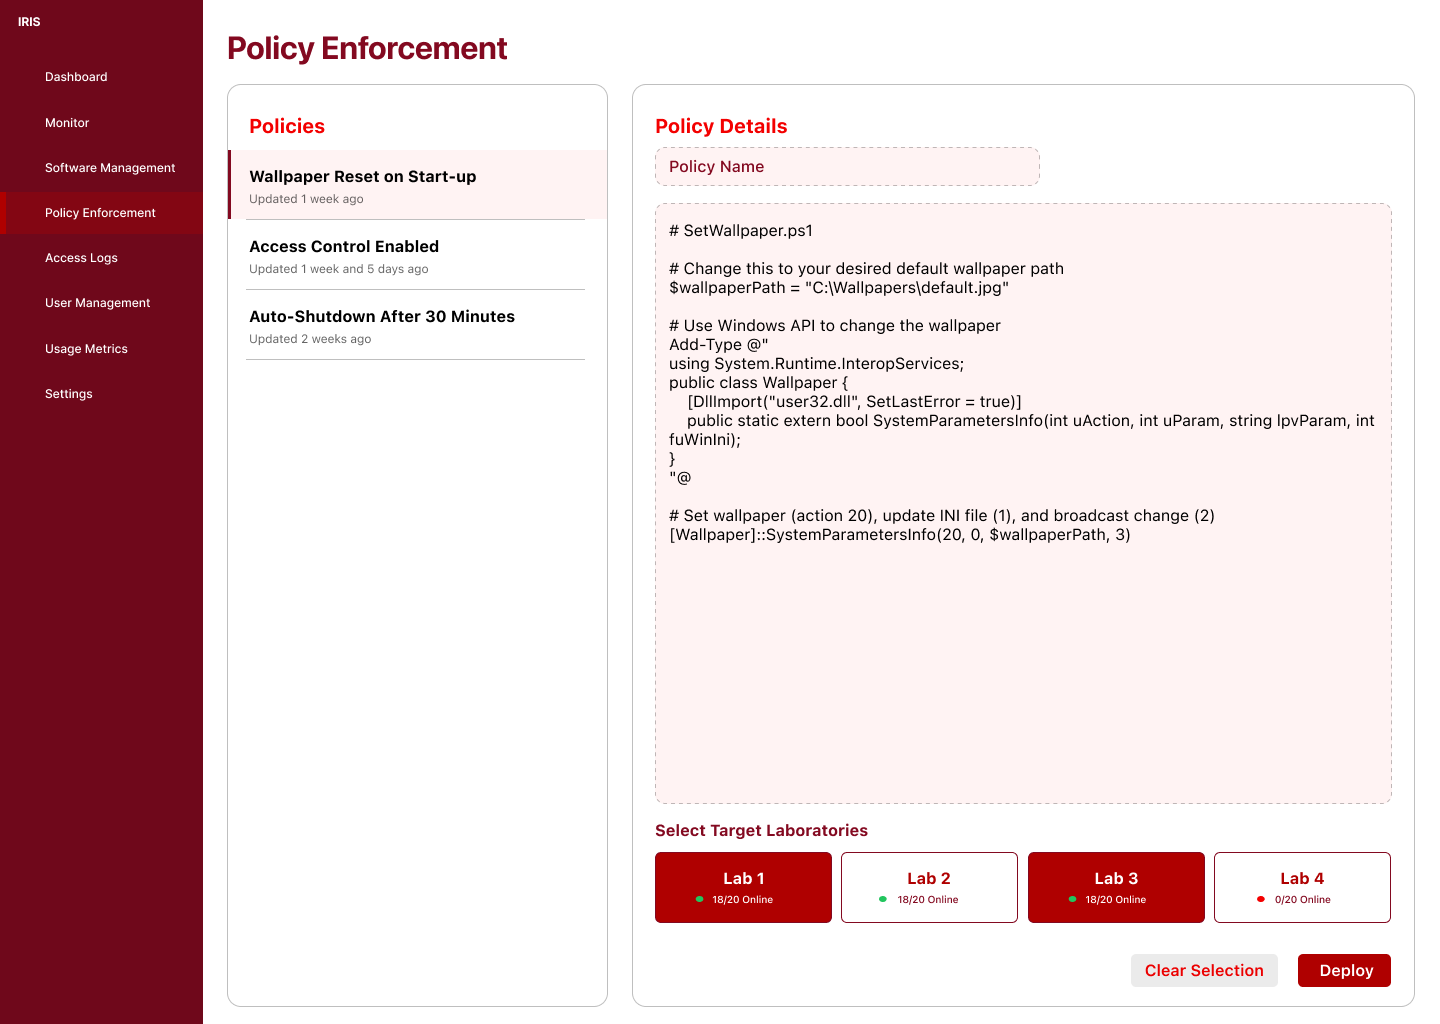 IRIS
Dashboard
Monitor
Software Management
Policy Enforcement
Access Logs
User Management
Usage Metrics
Settings
Policy Enforcement
Policies
Wallpaper Reset on Start-up
Updated 1 week ago
Access Control Enabled
Updated 1 week and 5 days ago
Auto-Shutdown After 30 Minutes
Updated 2 weeks ago
Policy Details
Policy Name
# SetWallpaper.ps1
# Change this to your desired default wallpaper path
$wallpaperPath = "C:\Wallpapers\default.jpg"
# Use Windows API to change the wallpaper
Add-Type @"
using System.Runtime.InteropServices;
public class Wallpaper {
    [DllImport("user32.dll", SetLastError = true)]
    public static extern bool SystemParametersInfo(int uAction, int uParam, string lpvParam, int
fuWinIni);
}
"@
# Set wallpaper (action 20), update INI file (1), and broadcast change (2)
[Wallpaper]::SystemParametersInfo(20, 0, $wallpaperPath, 3)
Select Target Laboratories
Lab 1
18/20 Online
Lab 2
18/20 Online
Lab 3
18/20 Online
Lab 4
0/20 Online
Clear Selection
Deploy